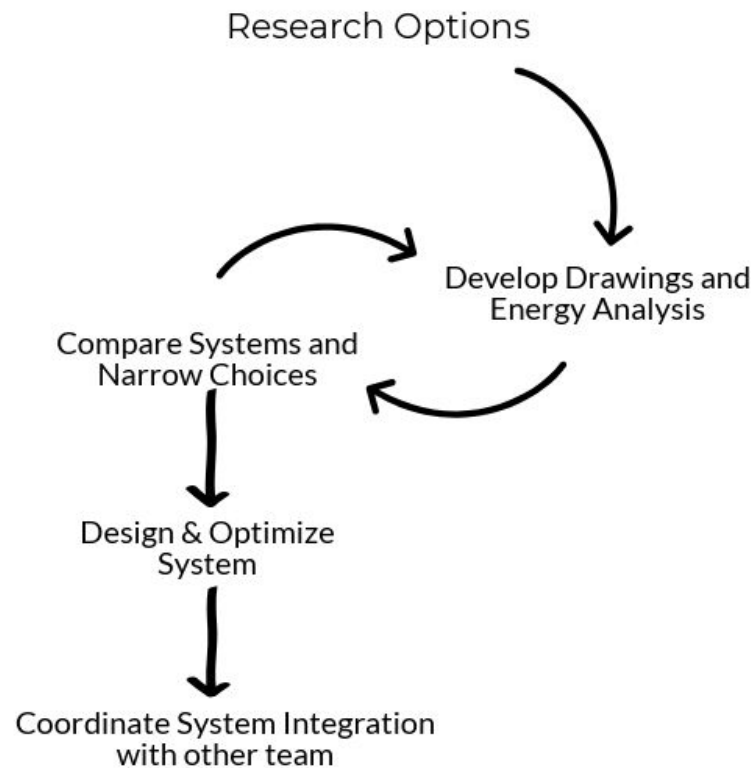 Research Options
Develop Drawings and
Energy Analysis
Compare Systems and
Narrow Choices
Design & Optimize
System
Coordinate System Integration
with other team